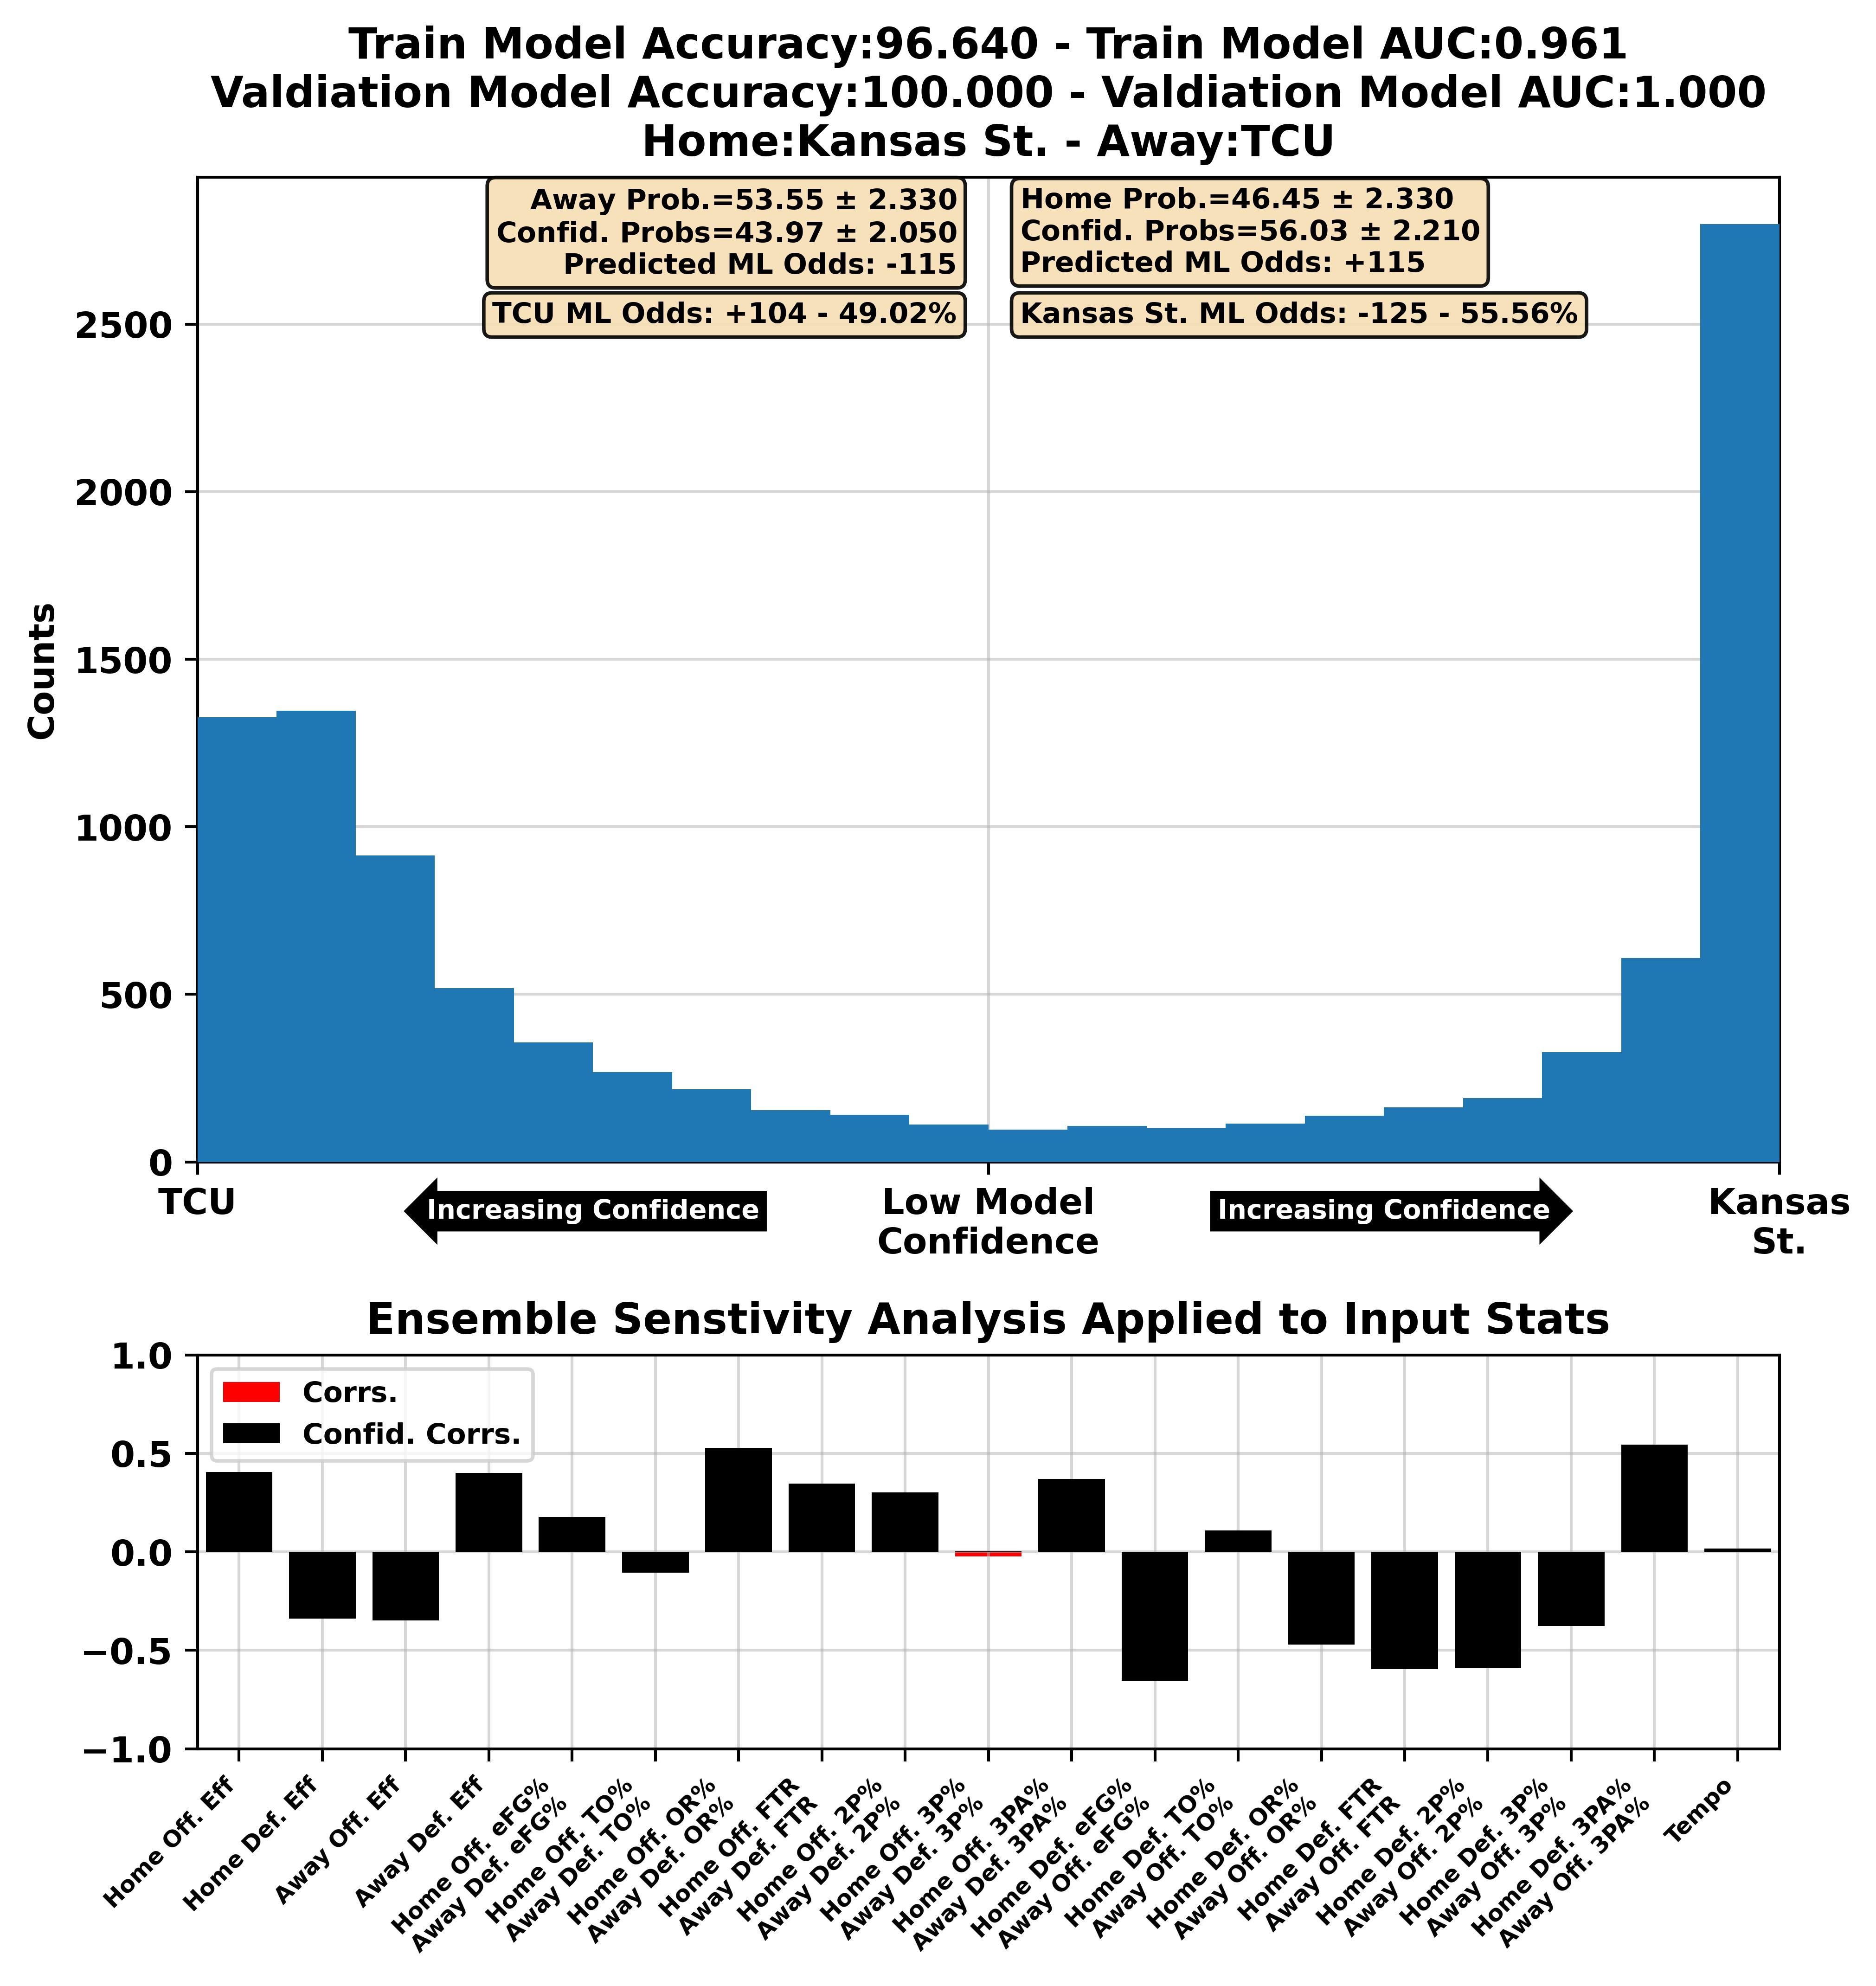 Train Model Accuracy:96.640 - Train Model AUC:0.961
Valdiation Model Accuracy:100.000 - Valdiation Model AUC:1.000
Home:Kansas St. - Away:TCU
Away Prob.=53.55 ± 2.330
Confid. Probs=43.97 ± 2.050
Predicted ML Odds: -115
TCU ML Odds: +104 - 49.02%
Home Prob.=46.45 ± 2.330
Confid. Probs=56.03 ± 2.210
Predicted ML Odds: +115
Kansas St. ML Odds: -125 - 55.56%
Counts
2500
2000
1500
1000
500
0
TCU
Increasing Confidence
Low Model
Confidence
Increasing Confidence
Kansas
St.
Ensemble Senstivity Analysis Applied to Input Stats
Corrs.
Confid. Corrs.
1.0
0.5
0.0
−0.5
−1.0
Home Off. Eff
Home Def. Eff
Away Off. Eff
Away Def. Eff
Home Off. eFG%
Away Def. eFG%
Home Off. TO%
Away Def. TO%
Home Off. OR%
Away Def. OR%
Home Off. FTR
Away Def. FTR
Home Off. 2P%
Away Def. 2P%
Home Off. 3P%
Away Def. 3P%
Home Off. 3PA%
Away Def. 3PA%
Home Def. eFG%
Away Off. eFG%
Home Def. TO%
Away Off. TO%
Home Def. OR%
Away Off. OR%
Home Def. FTR
Away Off. FTR
Home Def. 2P%
Away Off. 2P%
Home Def. 3P%
Away Off. 3P%
Home Def. 3PA%
Away Off. 3PA%
Tempo